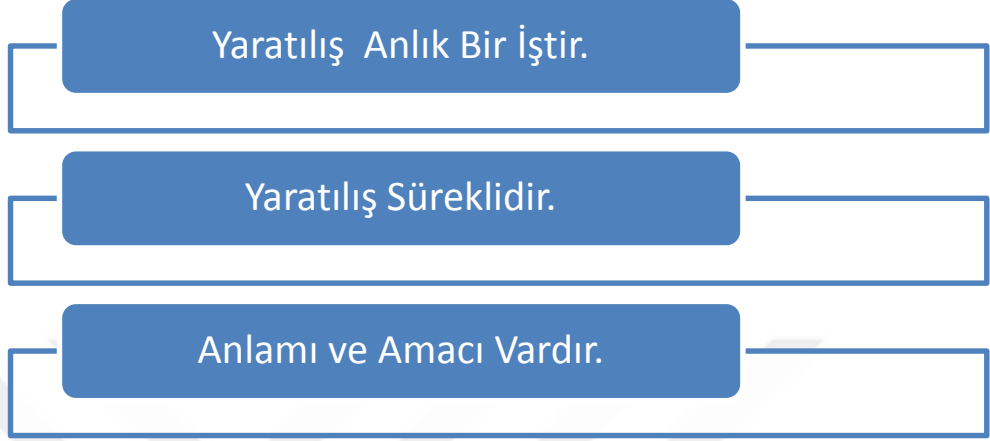 Yaratılış Anlık Bir İştir.
Yaratılış Süreklidir.
Anlamı ve Amacı Vardır.